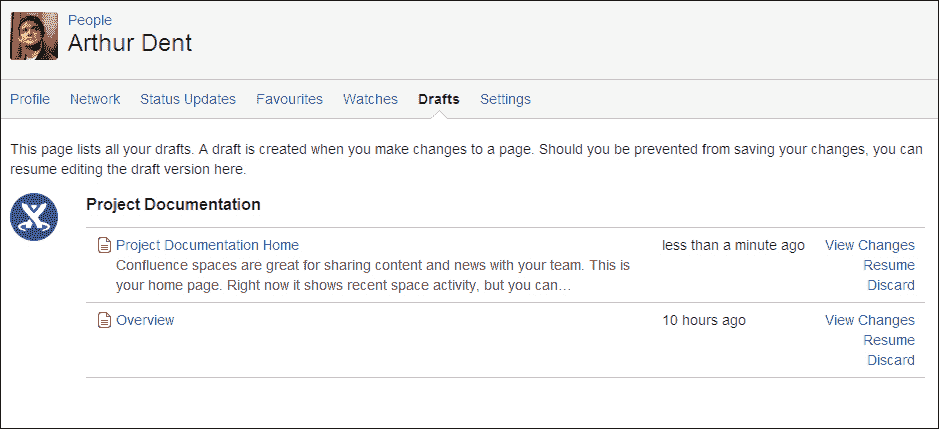 People
Arthur Dent
Profile Network Status Updates Favourites Watches Drafts Settings
This page lists all your drafts. A draft is created when you make changes to a page. Should you be prevented from saving your changes, you can
resume editing the draft version here.
Project Documentation
Project Documentation Home less than a minute ago View Changes
Confluence spaces are great for sharing content and news with your team. This is Resume
your home page. Right now it shows recent space activity, but you can… Discard
Overview 10 hours ago View Changes
Resume
Discard